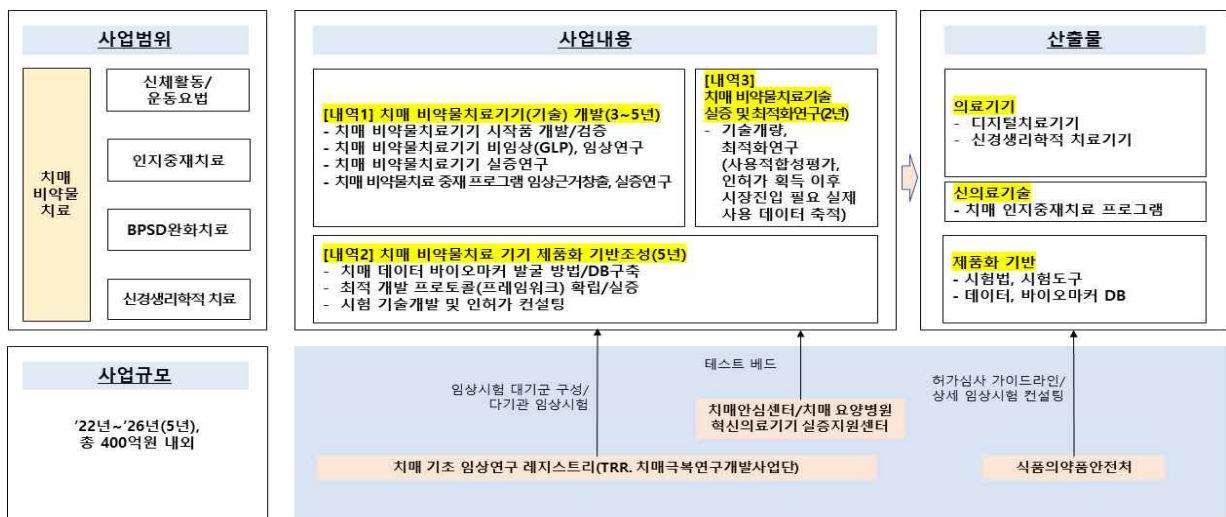 사업범위
치매
비약물
치료
신체활동/
운동요법
인지중재치료
BPSD완화치료
신경생리학적 치료
사업규모
’22년~’26년(5년),
총 400억원 내외
사업내용
[내역1] 치매 비약물치료기기(기술) 개발(3~5년)
- 치매 비약물치료기기 시작품 개발/검증
- 치매 비약물치료기기 비임상(GLP), 임상연구
- 치매 비약물치료기기 실증연구
- 치매 비약물치료 중재 프로그램 임상근거창출, 실증연구
[내역3]
치매 비약물치료기술
실증 및 최적화연구(2년)
- 기술개량,
최적화연구
(사용적합성평가,
인허가 획득 이후
시장진입 필요 실제
사용 데이터 축적)
[내역2] 치매 비약물치료 기기 제품화 기반조성(5년)
- 치매 데이터 바이오마커 발굴 방법/DB구축
- 최적 개발 프로토콜(프레임워크) 확립/실증
- 시험 기술개발 및 인허가 컨설팅
산출물
의료기기
- 디지털치료기기
- 신경생리학적 치료기기
신의료기술
- 치매 인지중재치료 프로그램
제품화 기반
- 시험법, 시험도구
- 데이터, 바이오마커 DB
임상시험 대기군 구성/
다기관 임상시험
테스트 베드
허가심사 가이드라인/
상세 임상시험 컨설팅
치매안심센터/치매 요양병원
혁신의료기기 실증지원센터
치매 기초 임상연구 레지스트리(TRR. 치매극복연구개발사업단)
식품의약품안전처